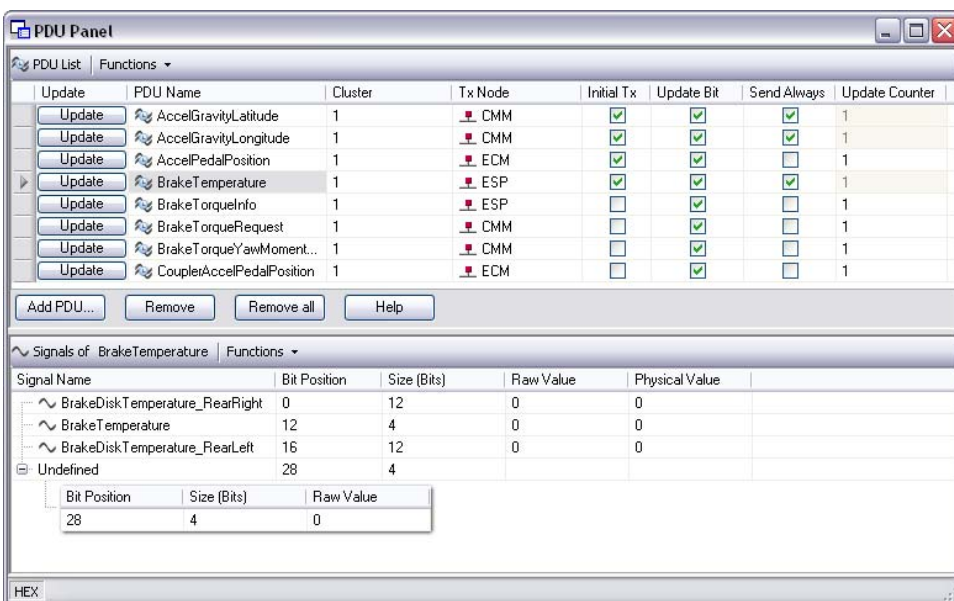 PDU Panel
PDU List | Functions
Update PDU Name Cluster Tx Node Initial Tx Update Bit Send Always Update Counter
Update AccelGravityLatitude 1 CMM 1
Update AccelGravityLongitude 1 CMM 1
Update AccelPedalPosition 1 ECM 1
Update BrakeTemperature 1 ESP 1
Update BrakeTorqueInfo 1 ESP 1
Update BrakeTorqueRequest 1 CMM 1
Update BrakeTorqueYawMoment... 1 CMM 1
Update CouplerAccelPedalPosition 1 ECM 1
Add PDU... Remove Remove all Help
Signals of BrakeTemperature | Functions
Signal Name Bit Position Size (Bits) Raw Value Physical Value
BrakeDiskTemperature_RearRight 0 12 0 0
BrakeTemperature 12 4 0 0
BrakeDiskTemperature_RearLeft 16 12 0 0
Undefined 28 4
Bit Position Size (Bits) Raw Value
28 4 0
HEX